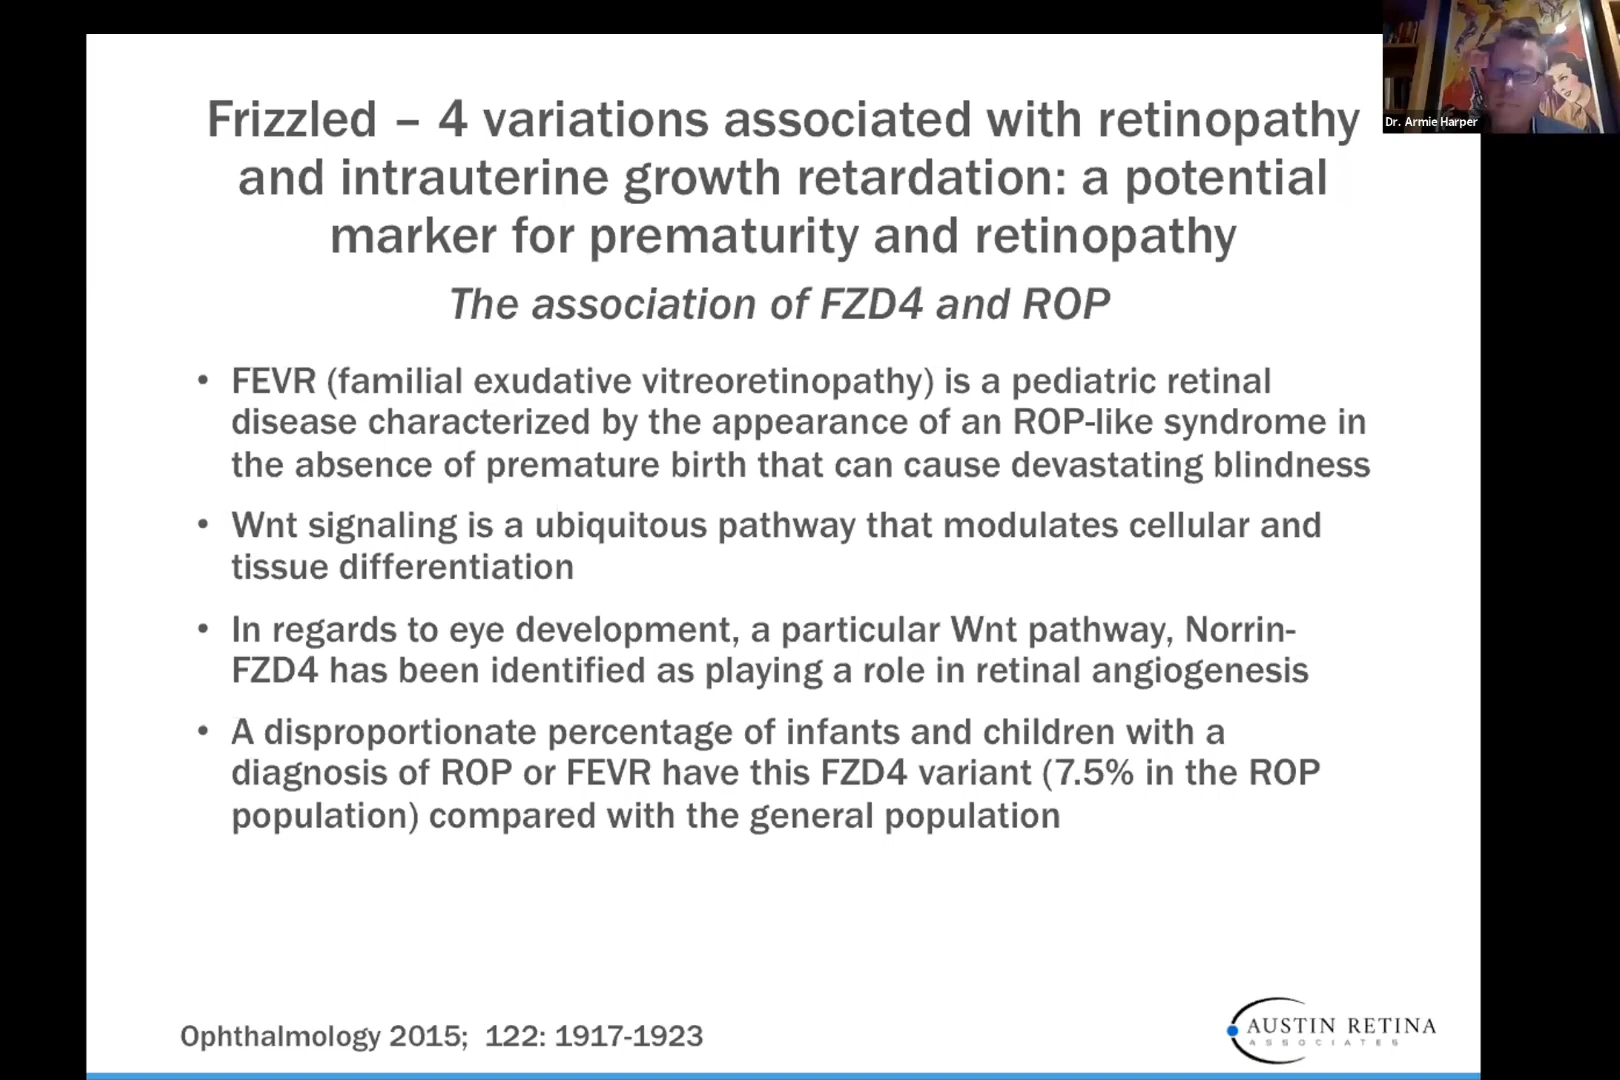 Frizzled – 4 variations associated with retinopathy
and intrauterine growth retardation: a potential
marker for prematurity and retinopathy
The association of FZD4 and ROP
• FEVR (familial exudative vitreoretinopathy) is a pediatric retinal
disease characterized by the appearance of an ROP-like syndrome in
the absence of premature birth that can cause devastating blindness
• Wnt signaling is a ubiquitous pathway that modulates cellular and
tissue differentiation
• In regards to eye development, a particular Wnt pathway, Norrin-
FZD4 has been identified as playing a role in retinal angiogenesis
• A disproportionate percentage of infants and children with a
diagnosis of ROP or FEVR have this FZD4 variant (7.5% in the ROP
population) compared with the general population
Ophthalmology 2015; 122: 1917-1923
AUSTIN RETINA
ASSOCIATES
Dr. Armie Harper